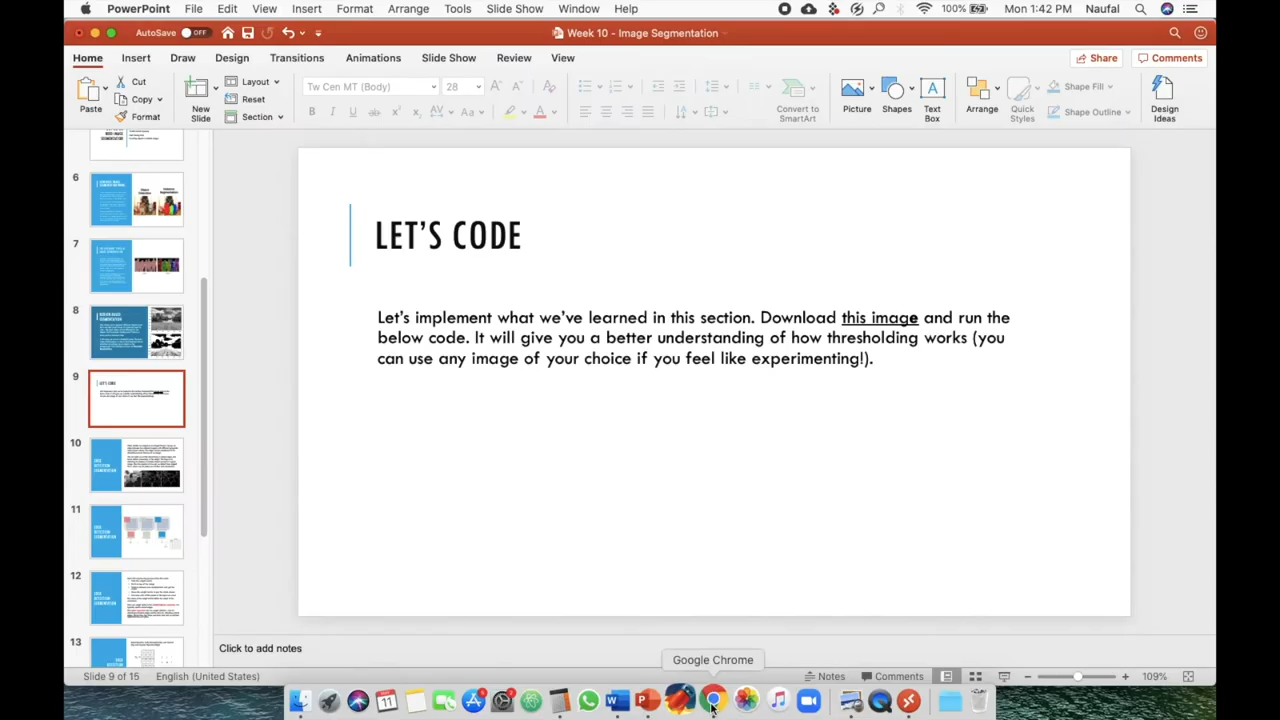 PowerPoint File Edit View Insert Format Arrange Tools Slide Show Window Help 100% Mon 1:42 PM Naufal
AutoSave OFF Week 10 - Image Segmentation
Home Insert Draw Design Transitions Animations Slide Show Review View Share Comments
Paste Cut Copy Format
New Slide Layout Reset Section
Tw Cen MT (Body) 28
Convert to SmartArt
Picture Shapes Text Box
Arrange Quick Styles Shape Fill Shape Outline
Design Ideas
6
7
8
9
10
11
12
13
LET'S CODE
Let's implement what we've learned in this section. Download this image and run the
below code. It will give you a better understanding of how thresholding works (you
can use any image of your choice if you feel like experimenting!).
Click to add notes
Google Chrome
Slide 9 of 15 English (United States) Notes Comments 109%